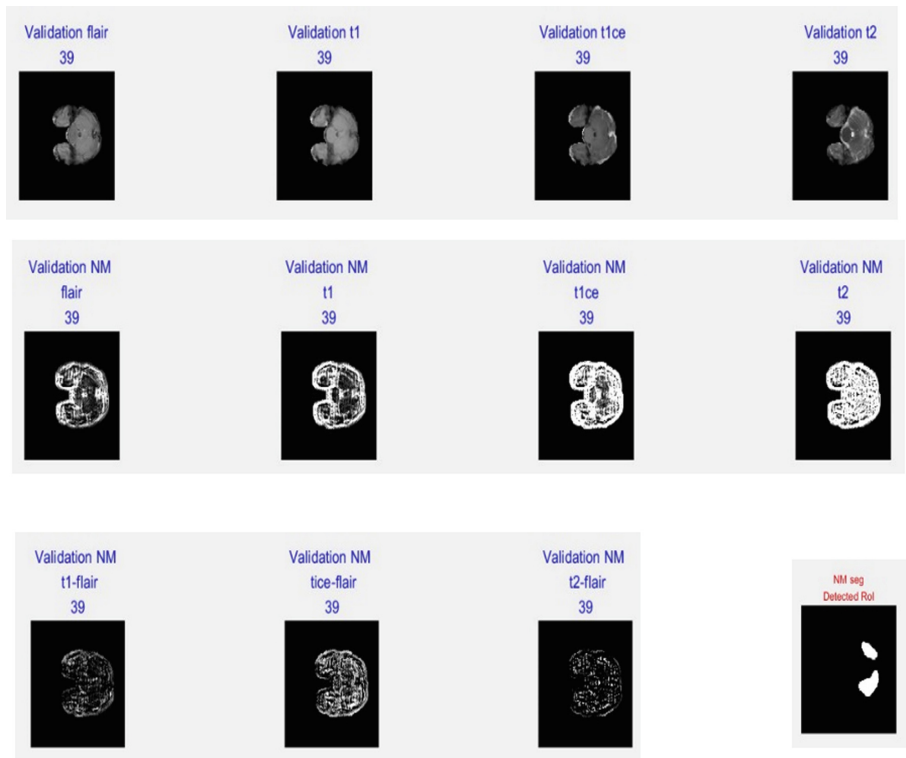 Validation flair
39
Validation t1
39
Validation t1ce
39
Validation t2
39
Validation NM
flair
39
Validation NM
t1
39
Validation NM
t1ce
39
Validation NM
t2
39
Validation NM
t1-flair
39
Validation NM
tice-flair
39
Validation NM
t2-flair
39
NM seg
Detected RoI